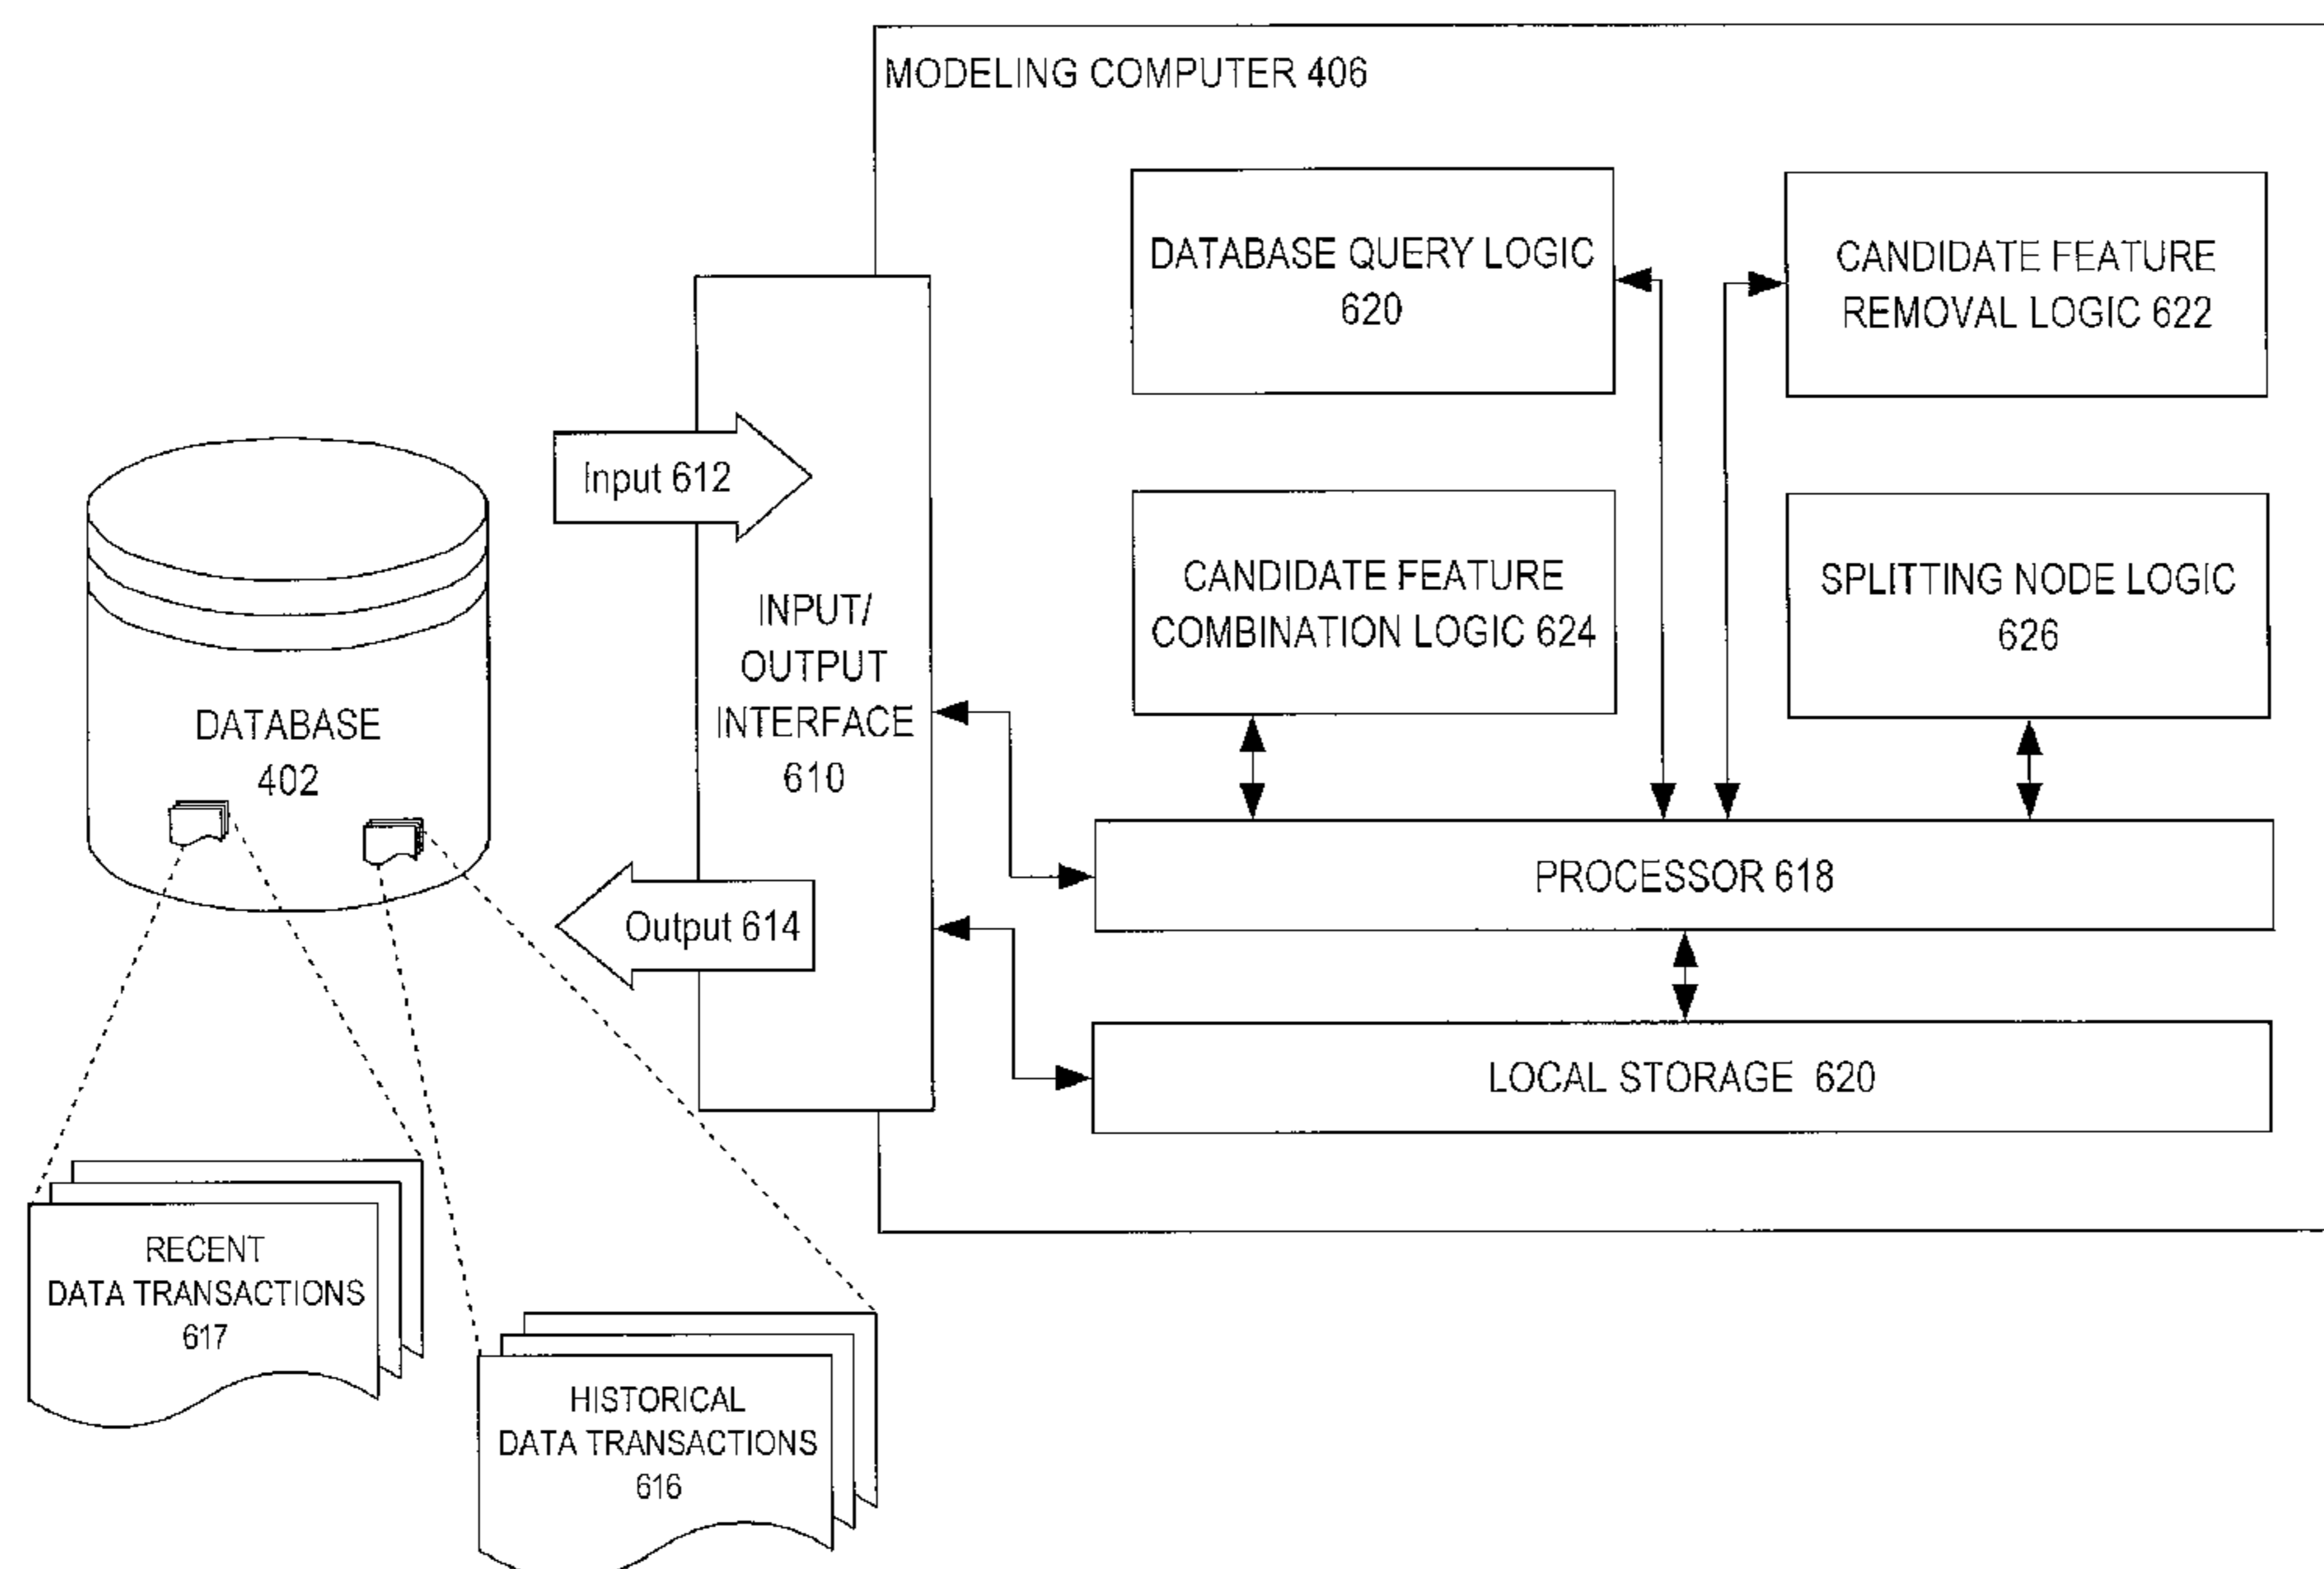 MODELING COMPUTER 406
DATABASE QUERY LOGIC
620
CANDIDATE FEATURE
REMOVAL LOGIC 622
Input 612
CANDIDATE FEATURE
COMBINATION LOGIC 624
SPLITTING NODE LOGIC
626
INPUT/
OUTPUT
INTERFACE
610
DATABASE
402
Output 614
PROCESSOR 618
LOCAL STORAGE 620
RECENT
DATA TRANSACTIONS
617
HISTORICAL
DATA TRANSACTIONS
616